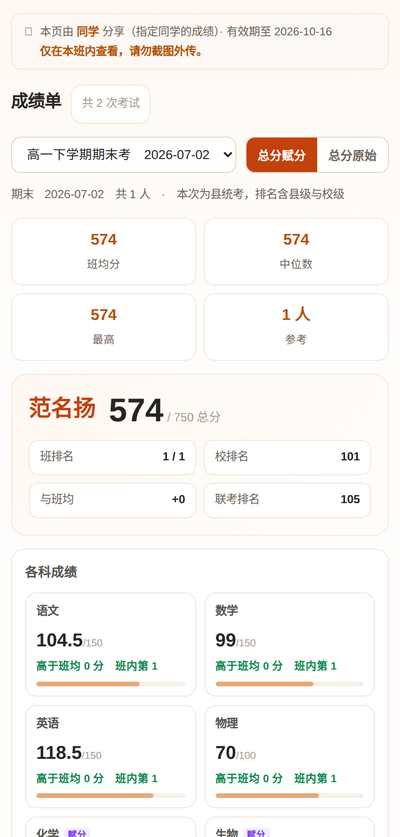 本页由 同学 分享（指定同学的成绩）· 有效期至 2026-10-16
仅在本班内查看，请勿截图外传。
成绩单 共 2 次考试
高一下学期期末考 2026-07-02 总分赋分 总分原始
期末 2026-07-02 共 1 人 · 本次为县统考，排名含县级与校级
574 574
班均分 中位数
574 1 人
最高 参考
范名扬 574 / 750 总分
班排名 1 / 1 校排名 101
与班均 +0 联考排名 105
各科成绩
语文 数学
104.5/150 99/150
高于班均 0 分 班内第 1 高于班均 0 分 班内第 1
英语 物理
118.5/150 70/100
高于班均 0 分 班内第 1 高于班均 0 分 班内第 1
化学 赋分 生物 赋分